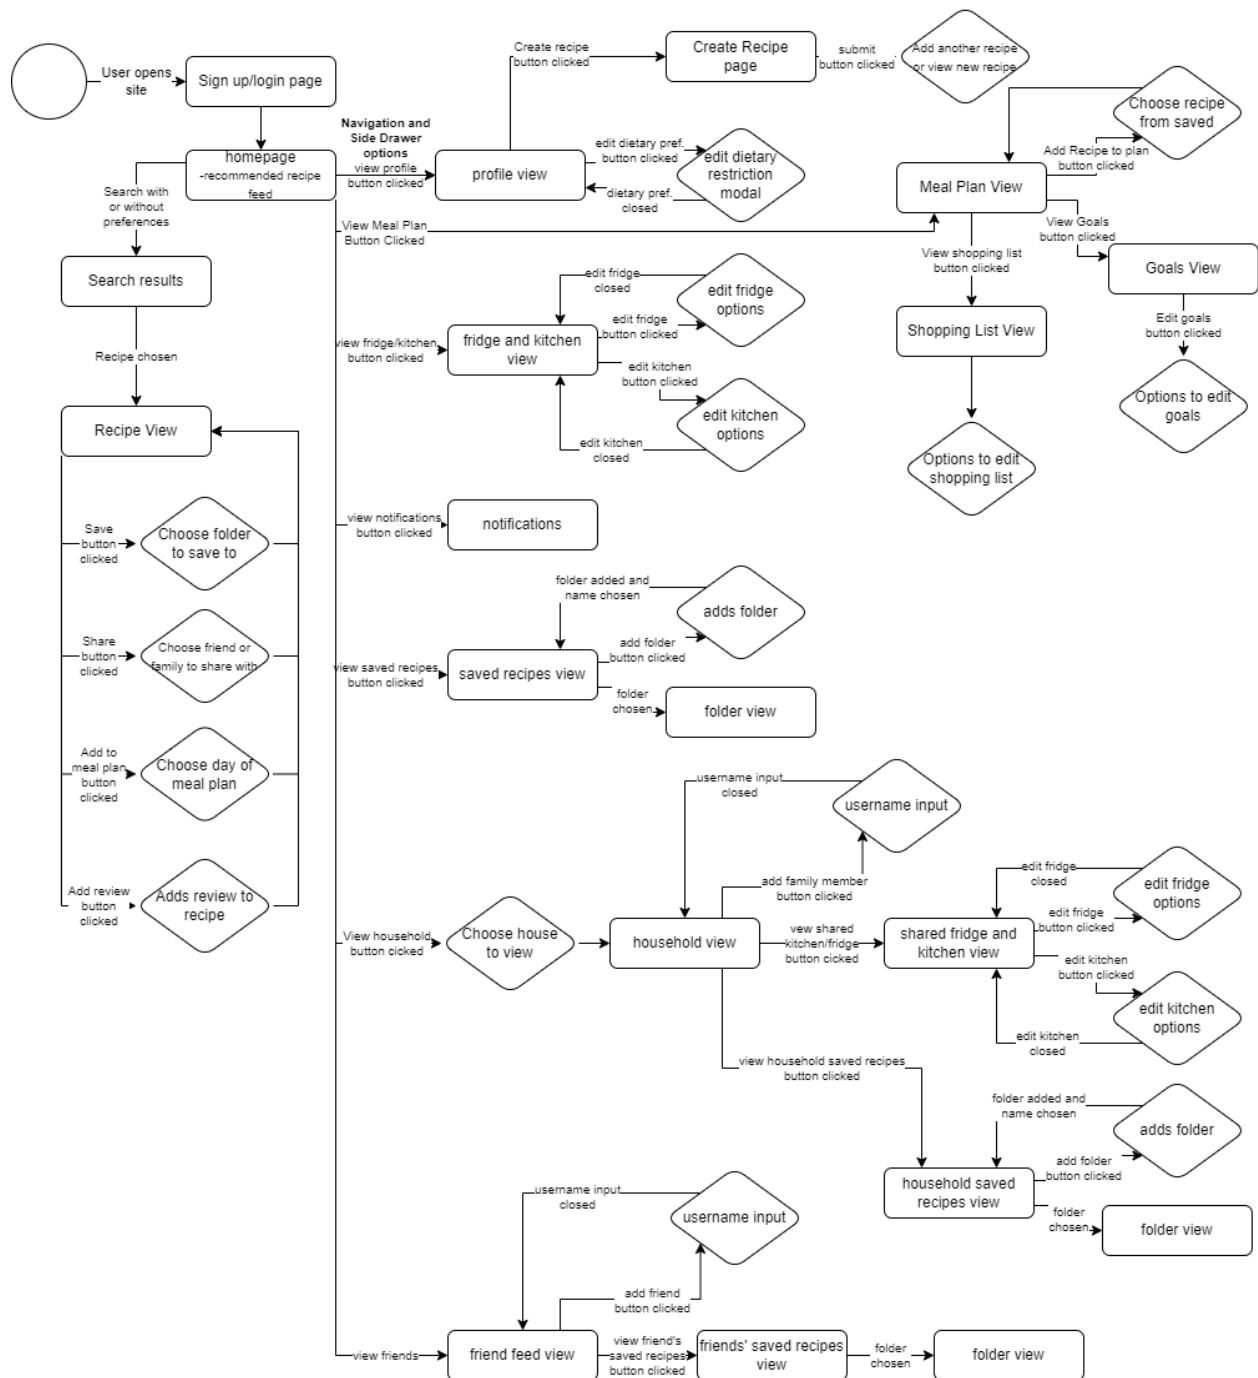 User opens
site
Sign up/login page
Create recipe
button clicked
Create Recipe
page
submit
button clicked
Add another recipe
or view new recipe
Navigation and
Side Drawer
options
view profile
button clicked
homepage
-recommended recipe
feed
profile view
edit dietary pref.
button clicked
dietary pref.
closed
edit dietary
restriction
modal
Choose recipe
from saved
Add Recipe to plan
button clicked
Meal Plan View
View Meal Plan
Button Clicked
View Goals
button clicked
Goals View
Edit goals
button clicked
Options to edit
goals
View shopping list
button clicked
Shopping List View
Options to edit
shopping list
Search with
or without
preferences
Search results
Recipe chosen
Recipe View
Save
button
clicked
Choose folder
to save to
Share
button
clicked
Choose friend or
family to share with
Add to
meal plan
button
clicked
Choose day of
meal plan
Add review
button
clicked
Adds review to
recipe
view fridge/kitchen
button clicked
fridge and kitchen
view
edit fridge
closed
edit fridge
button clicked
edit fridge
options
edit kitchen
button clicked
edit kitchen
options
edit kitchen
closed
view notifications
button clicked
notifications
view saved recipes
button clicked
saved recipes view
folder added and
name chosen
adds folder
add folder
button clicked
folder
chosen
folder view
View household
button cicked
Choose house
to view
household view
username input
closed
username input
add family member
button clicked
vew shared
kitchen/fridge
button cicked
shared fridge and
kitchen view
edit fridge
closed
edit fridge
button clicked
edit fridge
options
edit kitchen
button clicked
edit kitchen
options
edit kitchen
closed
view household saved recipes
button clicked
household saved
recipes view
folder added and
name chosen
adds folder
add folder
button clicked
folder
chosen
folder view
view friends
friend feed view
username input
closed
username input
add friend
button clicked
view friend's
saved recipes
button clicked
friends' saved recipes
view
folder
chosen
folder view